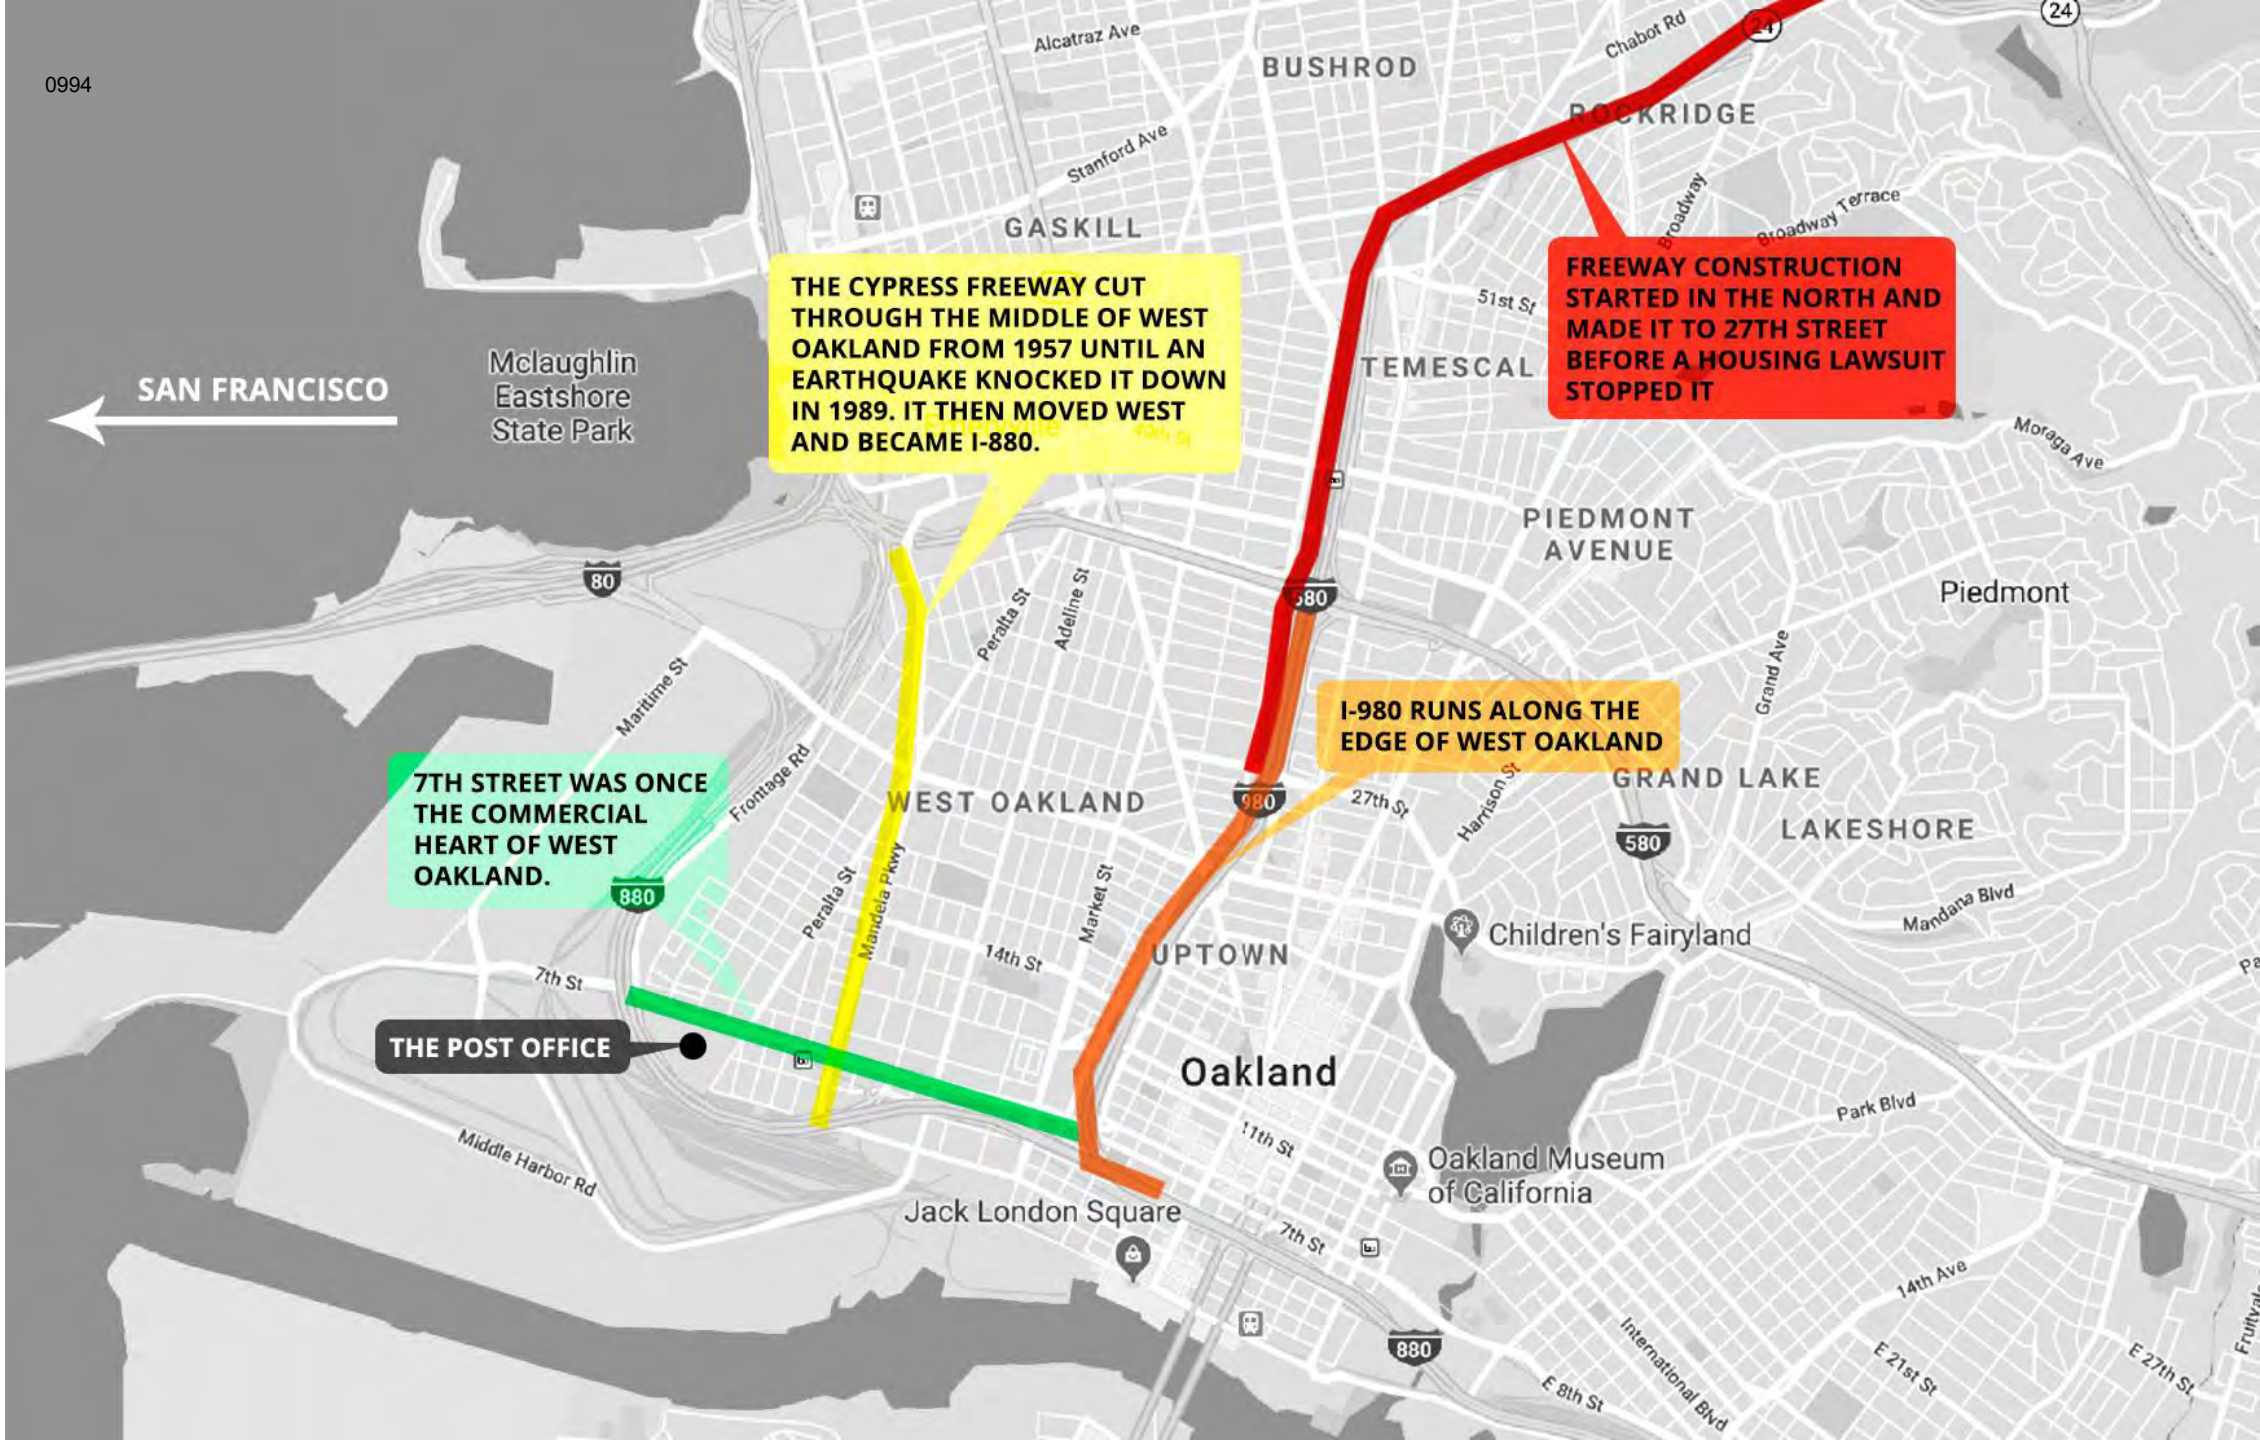 0994
24
24
Alcatraz Ave
Chabot Rd
BUSHROD
ROCKRIDGE
Stanford Ave
Broadway
Broadway Terrace
GASKILL
THE CYPRESS FREEWAY CUT
THROUGH THE MIDDLE OF WEST
OAKLAND FROM 1957 UNTIL AN
EARTHQUAKE KNOCKED IT DOWN
IN 1989. IT THEN MOVED WEST
AND BECAME I-880.
FREEWAY CONSTRUCTION
STARTED IN THE NORTH AND
MADE IT TO 27TH STREET
BEFORE A HOUSING LAWSUIT
STOPPED IT
51st St
TEMESCAL
SAN FRANCISCO
Mclaughlin
Eastshore
State Park
Emeryville
40th St
Moraga Ave
PIEDMONT
AVENUE
80
580
Piedmont
Peralta St
Adeline St
Maritime St
Grand Ave
I-980 RUNS ALONG THE
EDGE OF WEST OAKLAND
7TH STREET WAS ONCE
THE COMMERCIAL
HEART OF WEST
OAKLAND.
Frontage Rd
WEST OAKLAND
980
27th St
Harrison St
GRAND LAKE
LAKESHORE
580
880
Peralta St
Mandela Pkwy
Market St
Mandana Blvd
Children's Fairyland
UPTOWN
14th St
7th St
THE POST OFFICE
Oakland
Park Blvd
11th St
Middle Harbor Rd
Oakland Museum
of California
Jack London Square
7th St
14th Ave
880
International Blvd
E 21st St
E 27th St
E 8th St